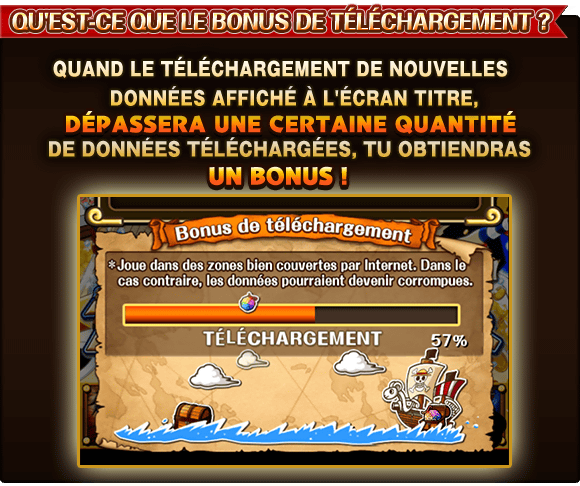 QU'EST-CE QUE LE BONUS DE TÉLÉCHARGEMENT ?
QUAND LE TÉLÉCHARGEMENT DE NOUVELLES
DONNÉES AFFICHÉ À L'ÉCRAN TITRE,
DÉPASSERA UNE CERTAINE QUANTITÉ
DE DONNÉES TÉLÉCHARGÉES, TU OBTIENDRAS
UN BONUS !
Bonus de téléchargement
*Joue dans des zones bien couvertes par Internet. Dans le
cas contraire, les données pourraient devenir corrompues.
TÉLÉCHARGEMENT 57%